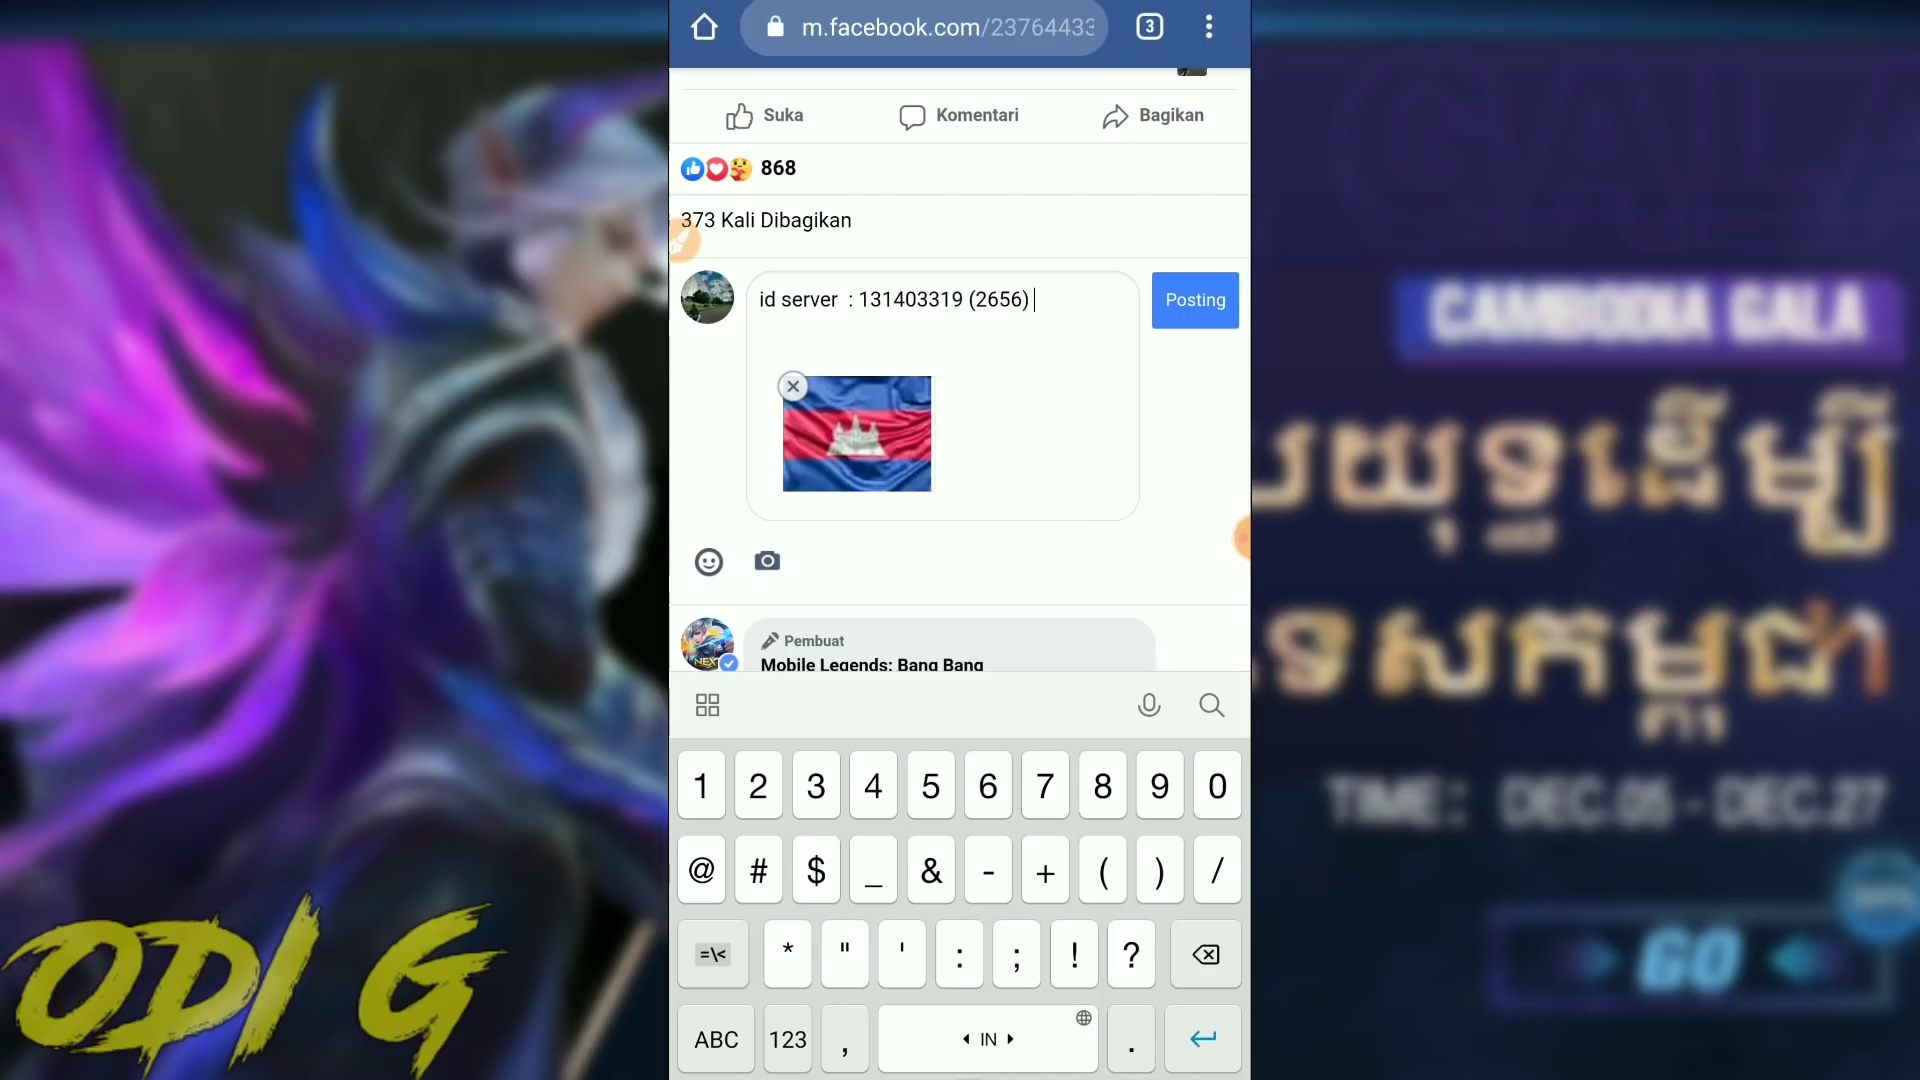 m.facebook.com/23764433
3
Suka
Komentari
Bagikan
868
373 Kali Dibagikan
id server : 131403319 (2656)
Posting
Pembuat
Mobile Legends: Bang Bang
1 2 3 4 5 6 7 8 9 0
@ # $ _ & - + ( ) /
=\< * " ' : ; ! ?
ABC 123 , IN .
ODI G
CAMBODIA GALA
TIME: DEC.05 - DEC.27
GO